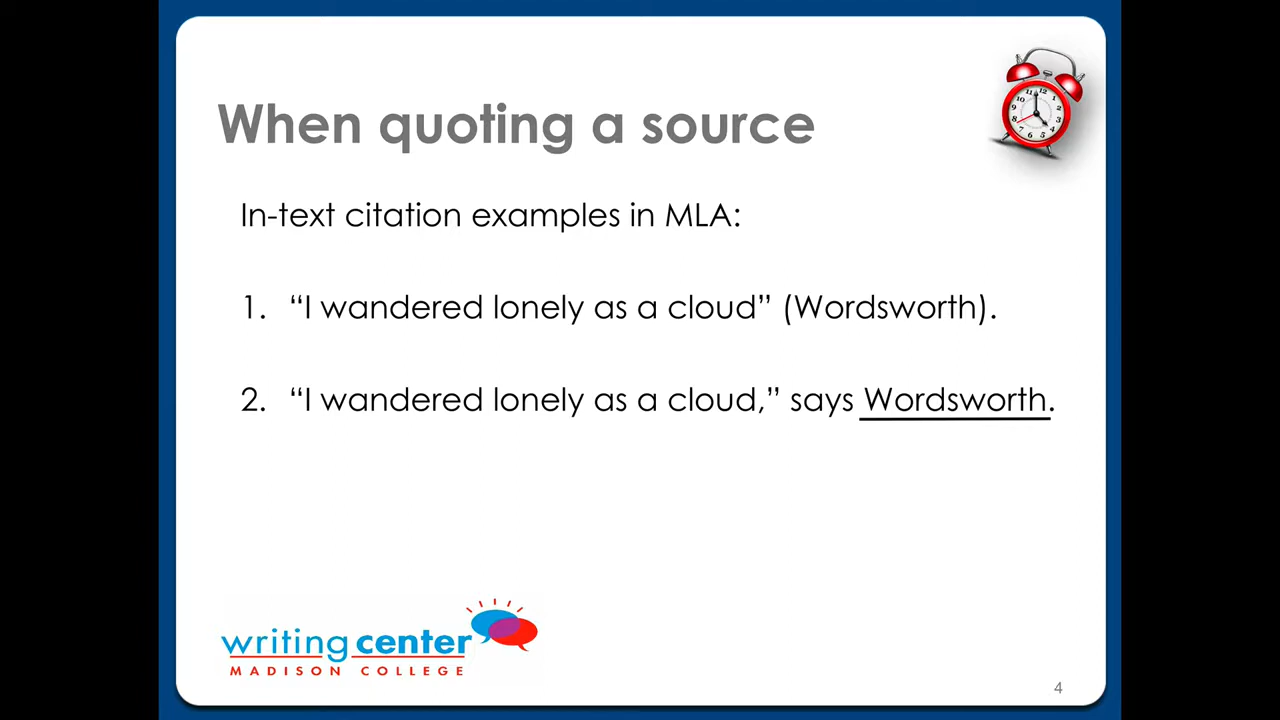 When quoting a source
In-text citation examples in MLA:
1. “I wandered lonely as a cloud” (Wordsworth).
2. “I wandered lonely as a cloud,” says Wordsworth.
writing center
MADISON COLLEGE
4